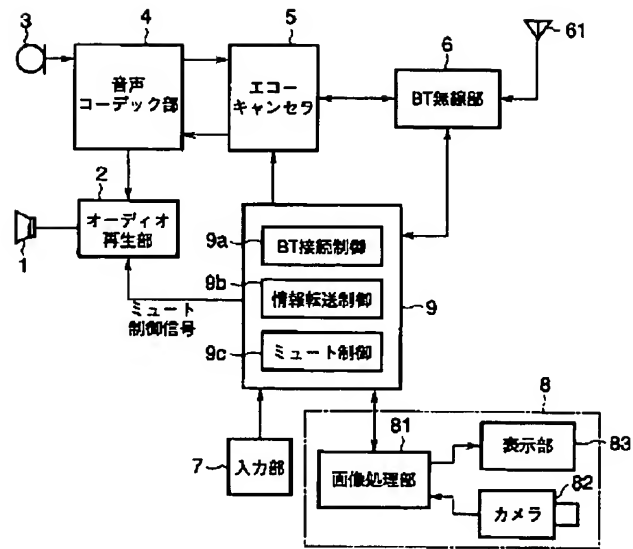 3
4
5
6
61
音声
コーデック部
エコー
キャンセラ
BT無線部
2
オーディオ
再生部
1
ミュート
制御信号
9a
BT接続制御
9b
情報転送制御
9c
ミュート制御
9
7
入力部
8
81
画像処理部
表示部
83
82
カメラ